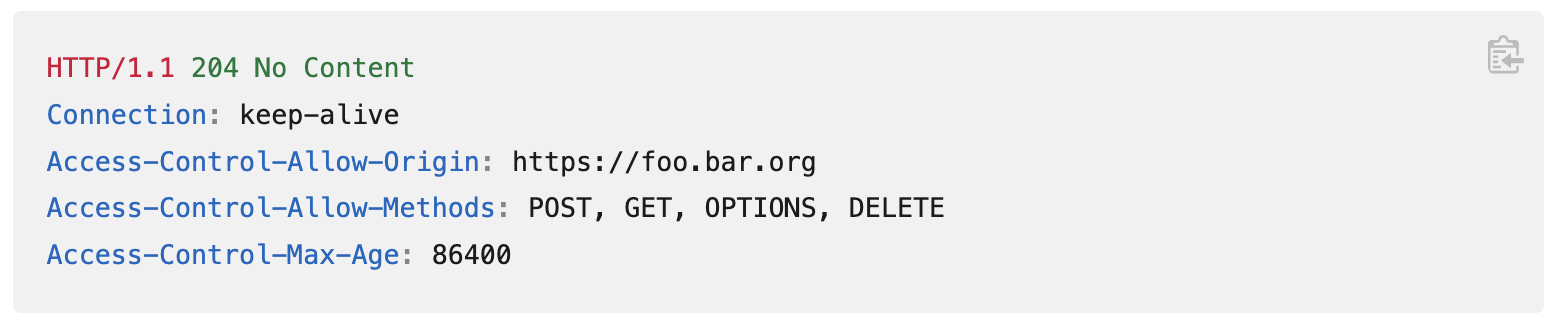 HTTP/1.1 204 No Content
Connection: keep-alive
Access-Control-Allow-Origin: https://foo.bar.org
Access-Control-Allow-Methods: POST, GET, OPTIONS, DELETE
Access-Control-Max-Age: 86400